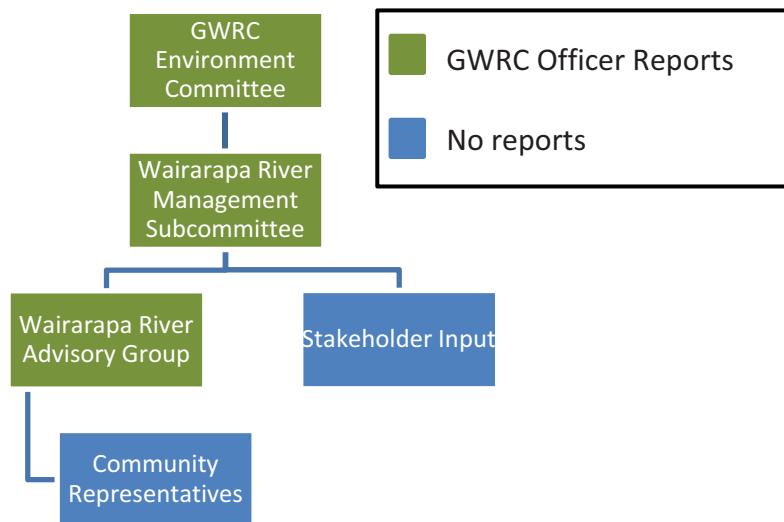 GWRC
Environment
Committee
GWRC Officer Reports
No reports
Wairarapa River
Management
Subcommittee
Wairarapa River
Advisory Group
Stakeholder Input
Community
Representatives